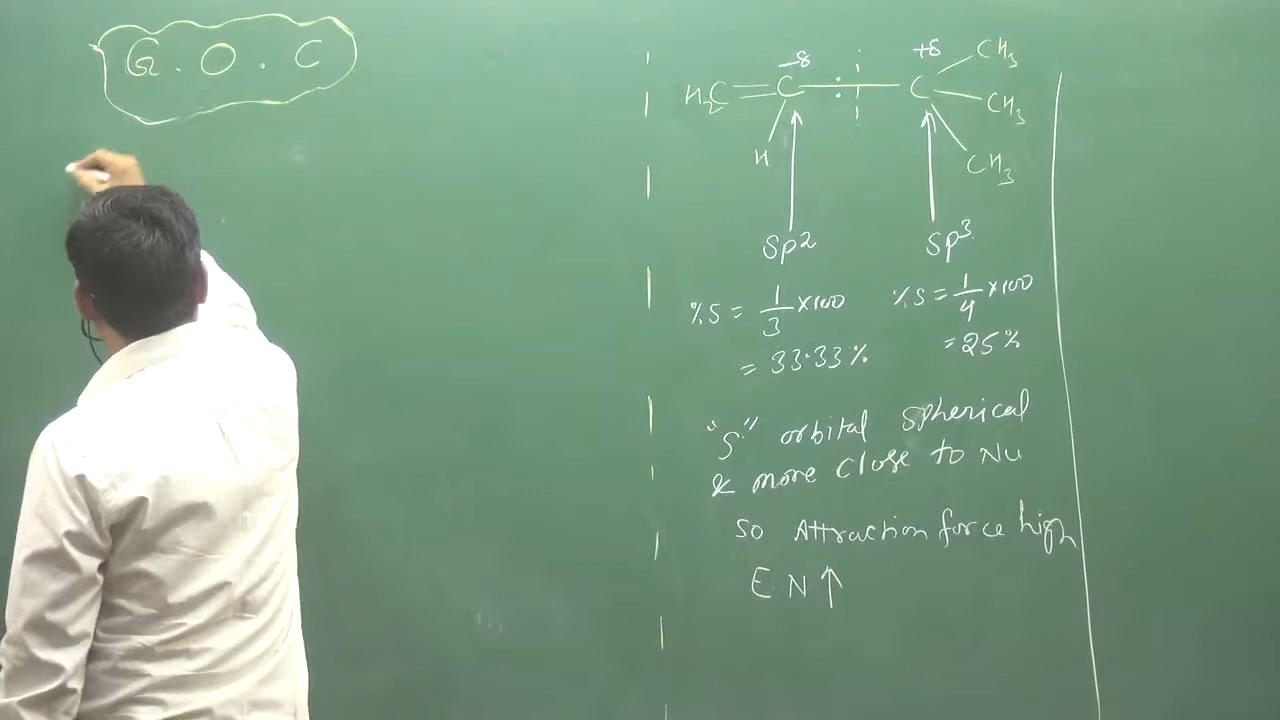 G.O.C
-δ +δ CH3
H2C=C-:-C-CH3
H CH3
Sp2 Sp3
%S = 1/3 ×100 %S = 1/4 ×100
= 33.33% = 25%
"S" orbital spherical
& more close to Nu
so Attraction force high
E.N↑